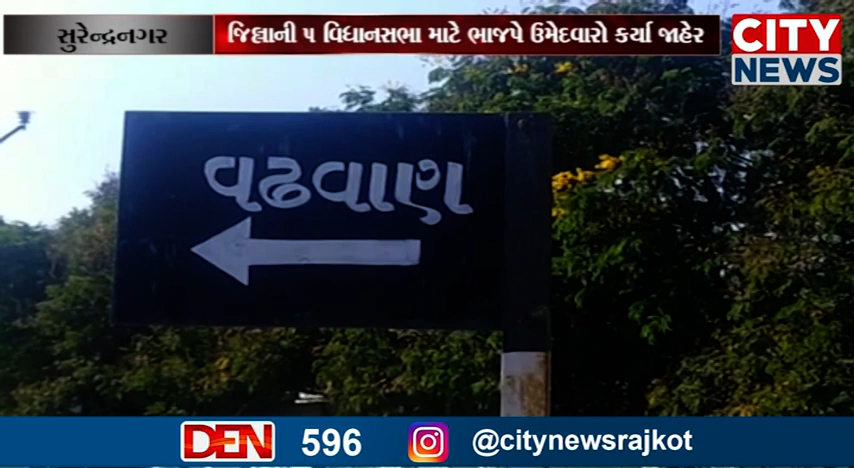 સુરેન્દ્રનગર
જિલ્લાની ૫ વિધાનસભા માટે ભાજપે ઉમેદવારો કર્યા જાહેર
CITY
NEWS
વઢવાણ
DEN 596 @citynewsrajkot